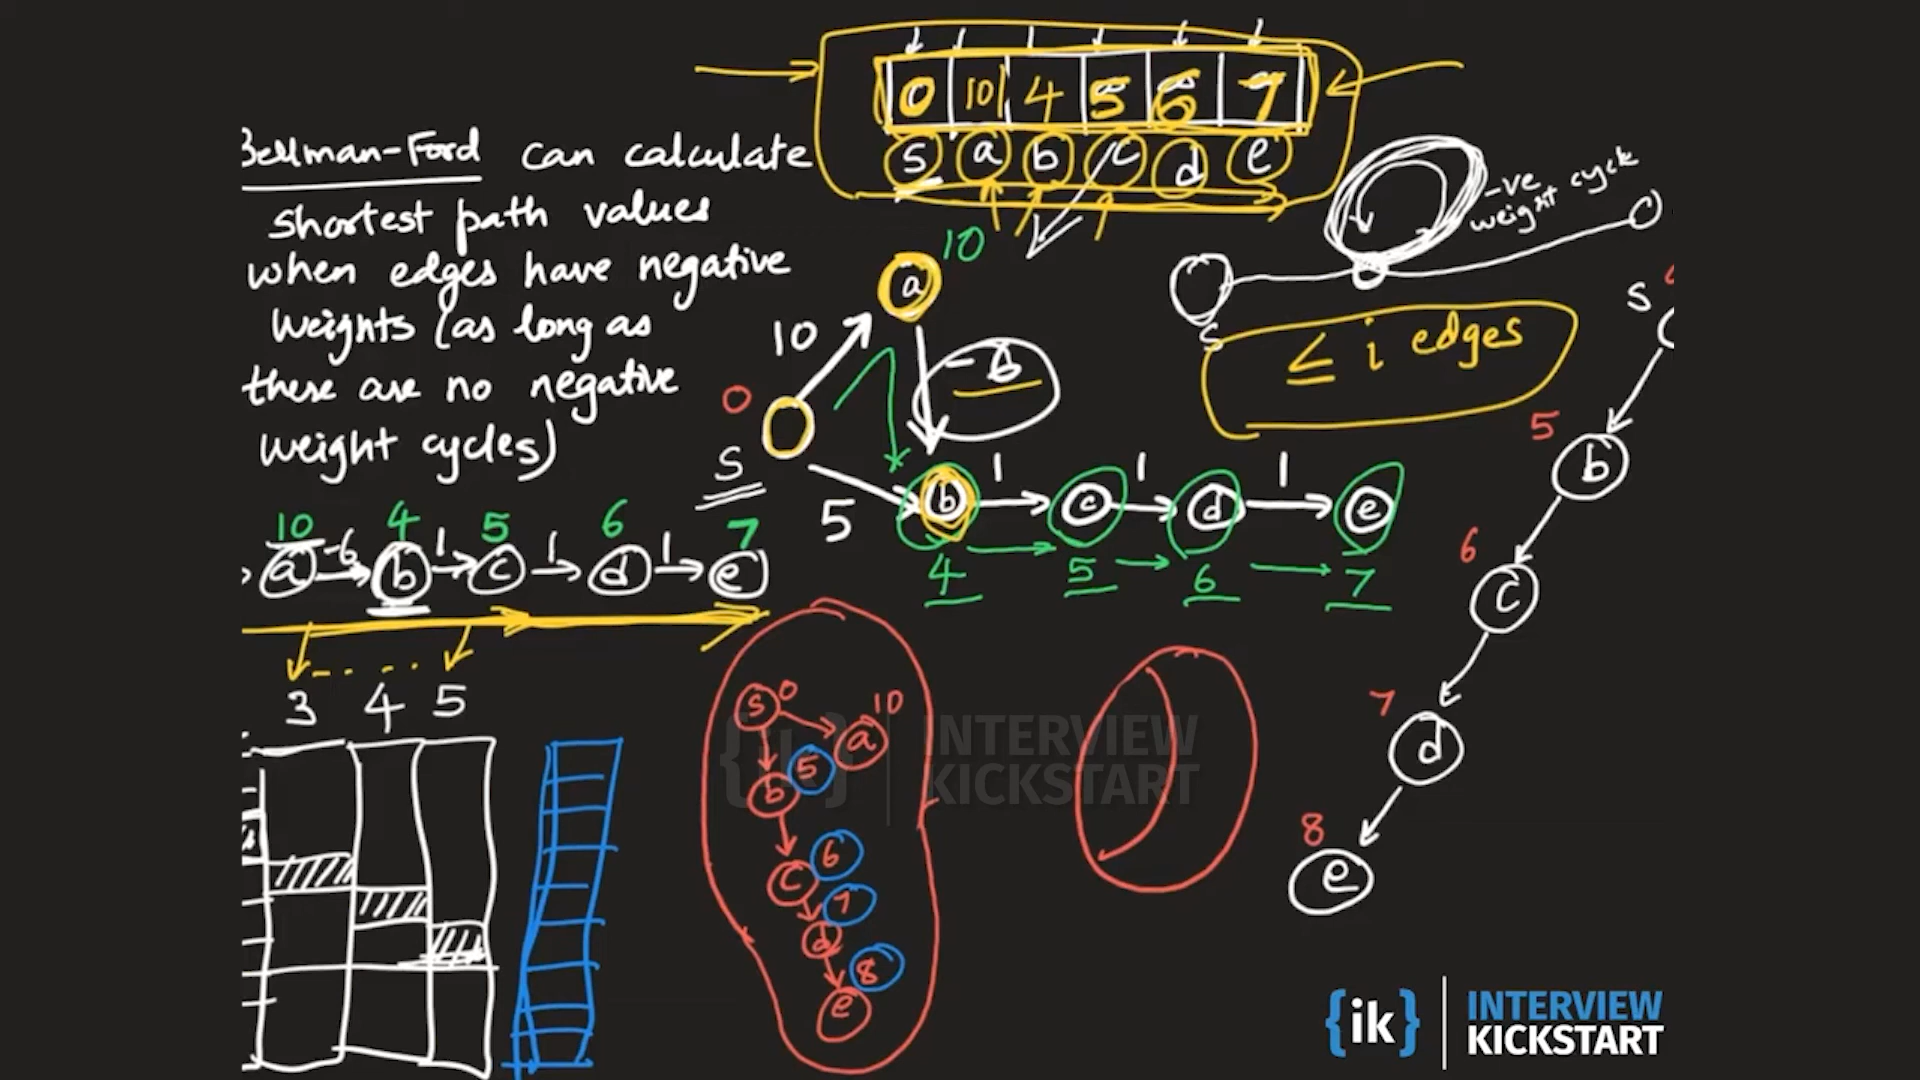 0 10 4 5 6 7
s a b c d e
Bellman-Ford can calculate
shortest path values
when edges have negative
weights (as long as
there are no negative
weight cycles)
-ve
weight cycle
s
≤ i edges
10
a
10
-6
0
s
5
b 1 c 1 d 1 e
4 5 6 7
10 4 5 6 7
a -6 b 1 c 1 d 1 e
3 4 5
s 0
a 10
b 5
c 6
d 7
e 8
s
5 b
6 c
7 d
8 e
{ik} INTERVIEW
KICKSTART
{ik} INTERVIEW
KICKSTART